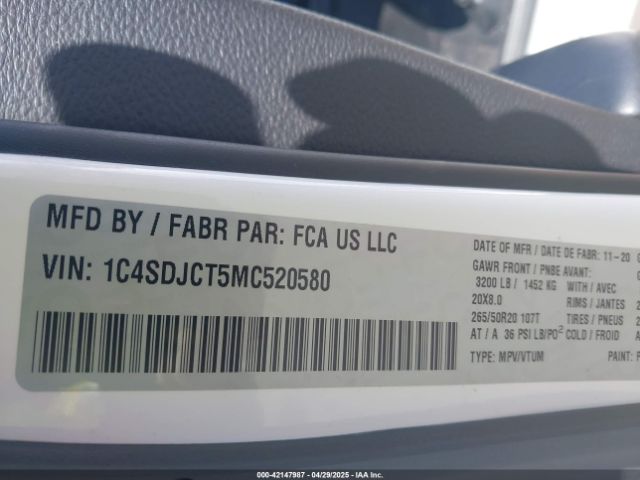 MFD BY / FABR PAR: FCA US LLC
VIN: 1C4SDJCT5MC520580
DATE OF MFR / DATE DE FABR: 11-20
GAWR FRONT / PNBE AVANT:
3200 LB / 1452 KG WITH / AVEC
20X8.0 RIMS / JANTES
265/50R20 107T TIRES / PNEUS
AT / A 36 PSI LB/PO² COLD / FROID
TYPE: MPV/VTUM PAINT:
000-42147987 - 04/29/2025 - IAA Inc.